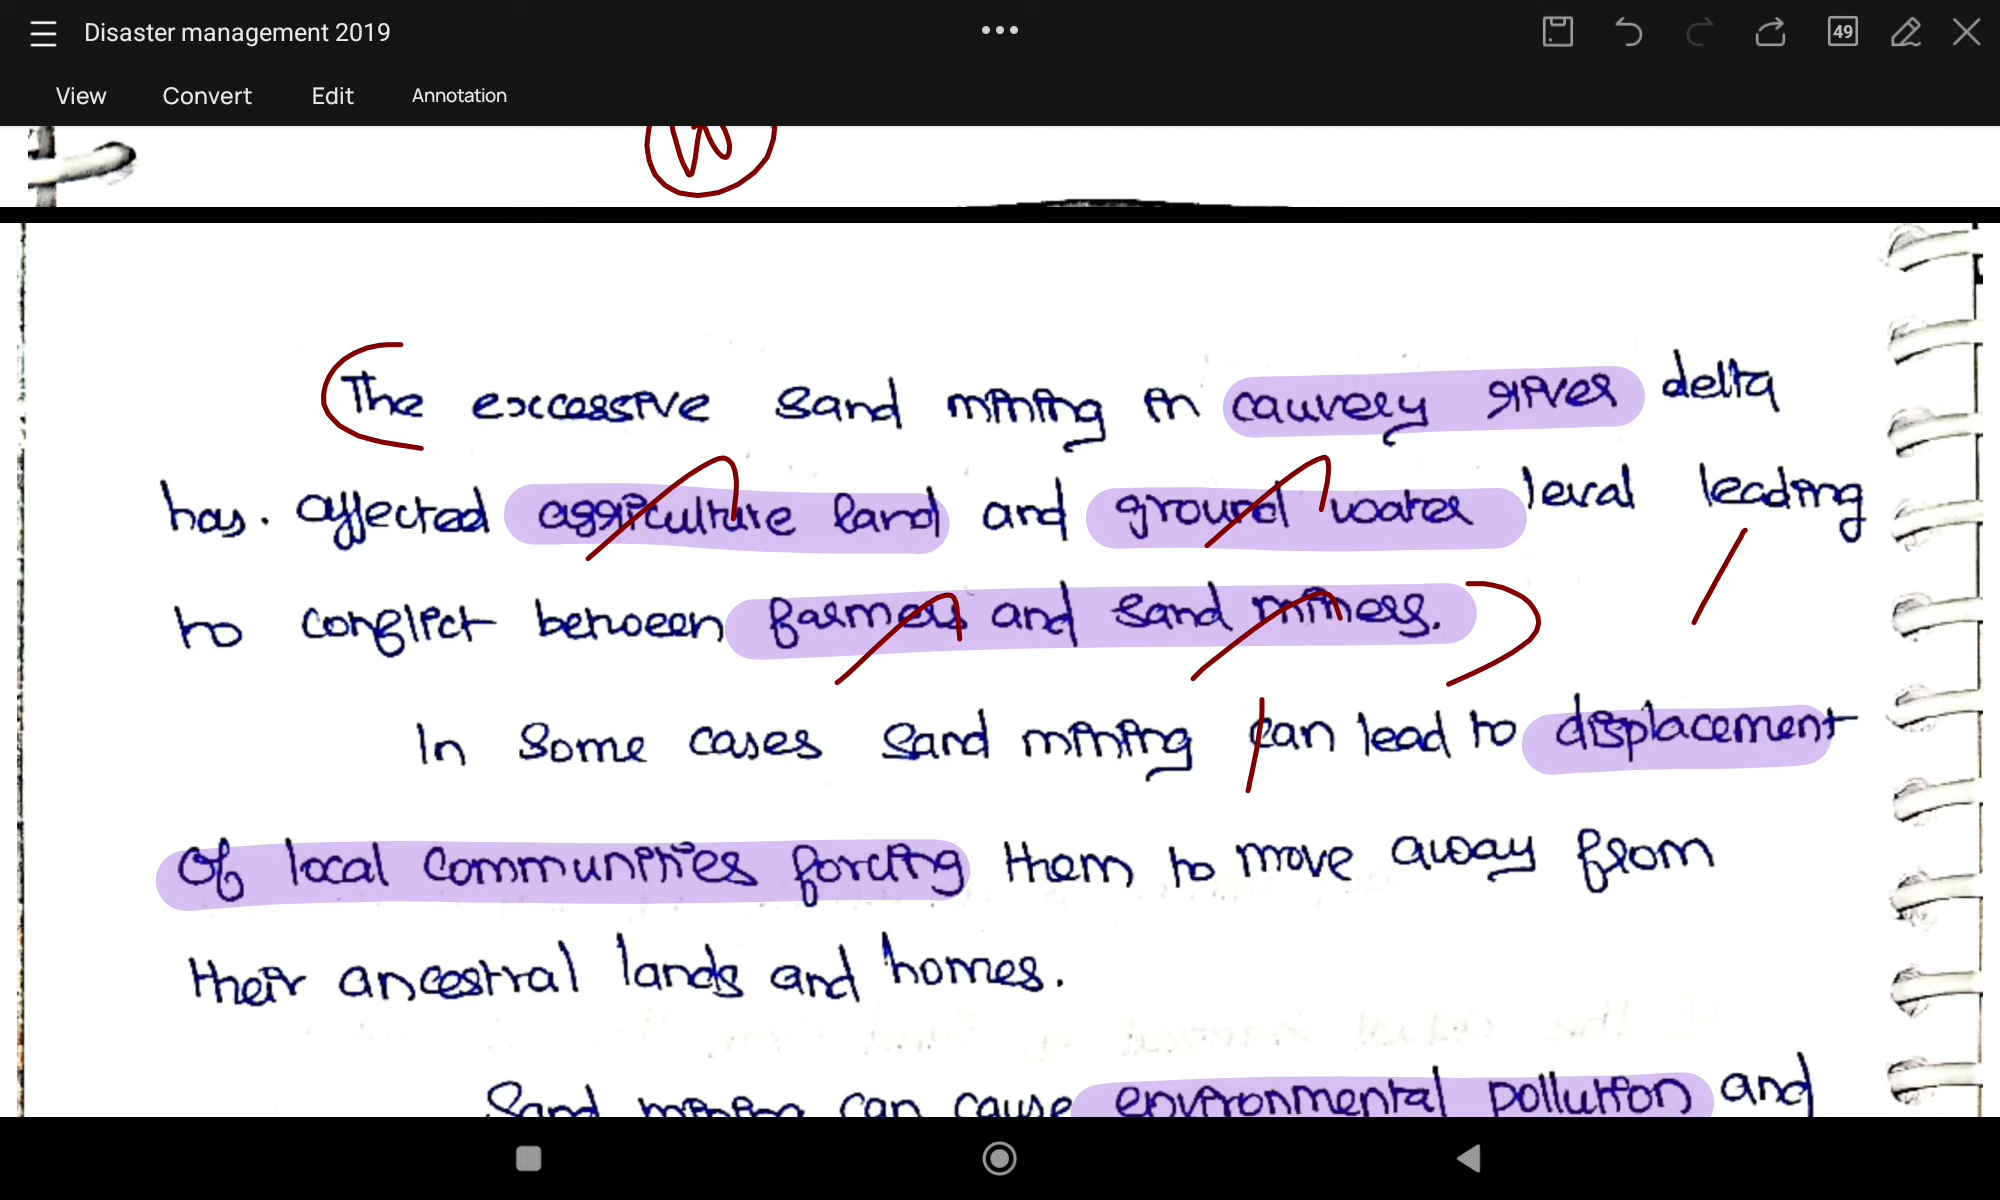 Disaster management 2019
49
View Convert Edit Annotation
The excessive sand mining in cauvery river delta
has. affected aggriculture land and ground water leval leading
to conflict between farmers and sand miners.
In some cases sand mining can lead to displacement
of local communities forcing them to move away from
their ancestral lands and homes.
Sand mining can cause environmental pollution and